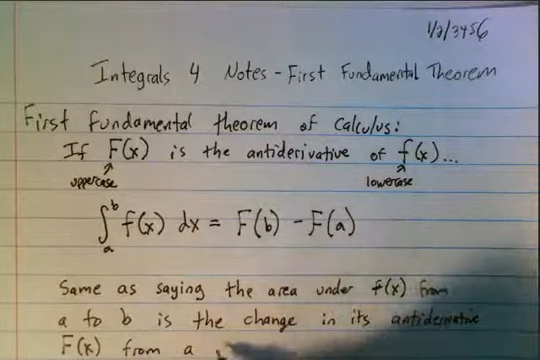 1/2/3456
Integrals 4 Notes - First Fundamental Theorem
First fundamental theorem of Calculus:
If F(x) is the antiderivative of f(x)...
uppercase lowercase
∫_a^b f(x) dx = F(b) - F(a)
Same as saying the area under f(x) from
a to b is the change in its antiderivative
F(x) from a